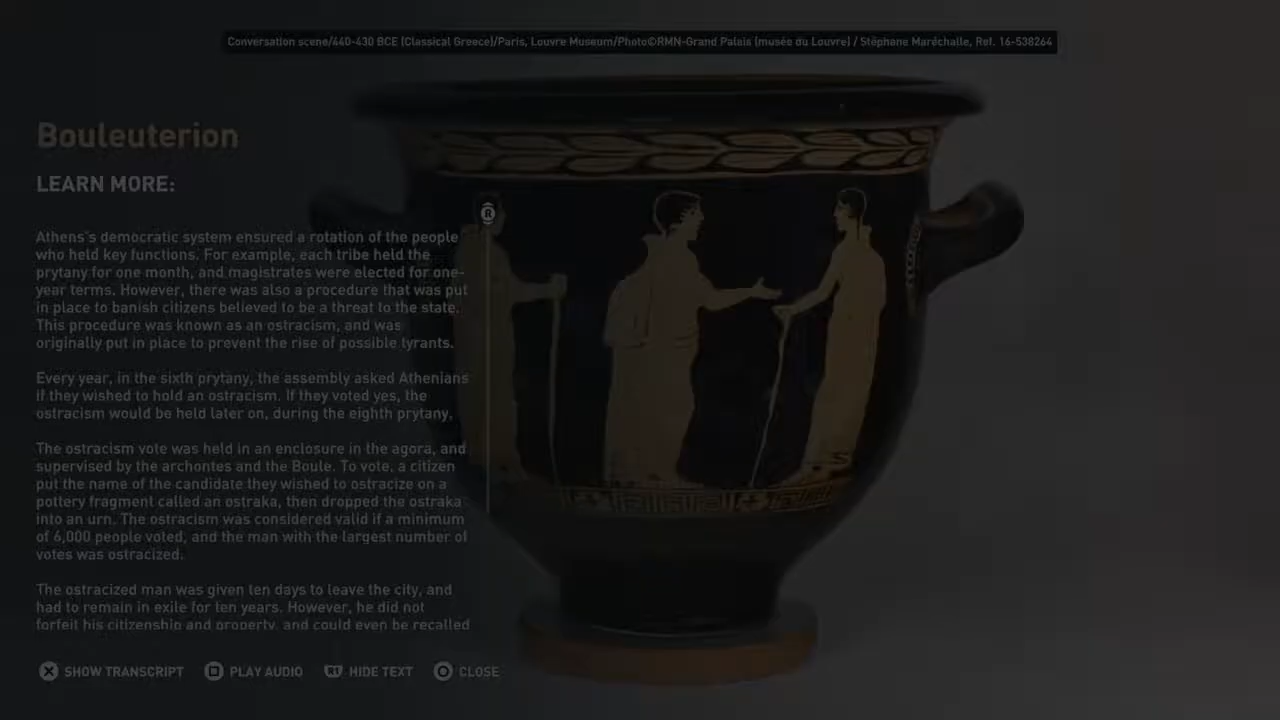 Conversation scene/440-430 BCE (Classical Greece)/Paris, Louvre Museum/Photo©RMN-Grand Palais (musée du Louvre) / Stéphane Maréchalle, Ref. 16-538264
Bouleuterion
LEARN MORE:
Athens's democratic system ensured a rotation of the people
who held key functions. For example, each tribe held the
prytany for one month, and magistrates were elected for one-
year terms. However, there was also a procedure that was put
in place to banish citizens believed to be a threat to the state.
This procedure was known as an ostracism, and was
originally put in place to prevent the rise of possible tyrants.
Every year, in the sixth prytany, the assembly asked Athenians
if they wished to hold an ostracism. If they voted yes, the
ostracism would be held later on, during the eighth prytany.
The ostracism vote was held in an enclosure in the agora, and
supervised by the archontes and the Boule. To vote, a citizen
put the name of the candidate they wished to ostracize on a
pottery fragment called an ostraka, then dropped the ostraka
into an urn. The ostracism was considered valid if a minimum
of 6,000 people voted, and the man with the largest number of
votes was ostracized.
The ostracized man was given ten days to leave the city, and
had to remain in exile for ten years. However, he did not
forfeit his citizenship and property, and could even be recalled
R
SHOW TRANSCRIPT PLAY AUDIO R1 HIDE TEXT CLOSE